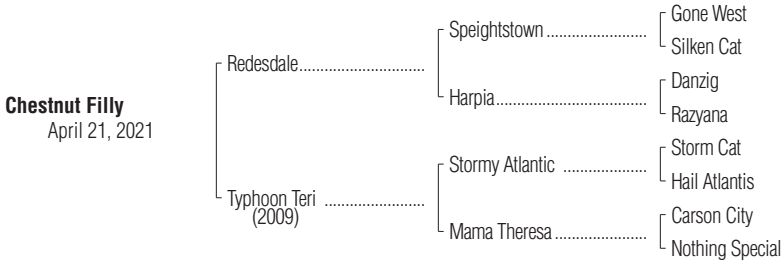 Gone West
Speightstown ........................
Silken Cat
Redesdale..............................
Danzig
Harpia....................................
Razyana
Chestnut Filly
April 21, 2021
Storm Cat
Stormy Atlantic ....................
Hail Atlantis
Typhoon Teri ........................
(2009)
Carson City
Mama Theresa......................
Nothing Special